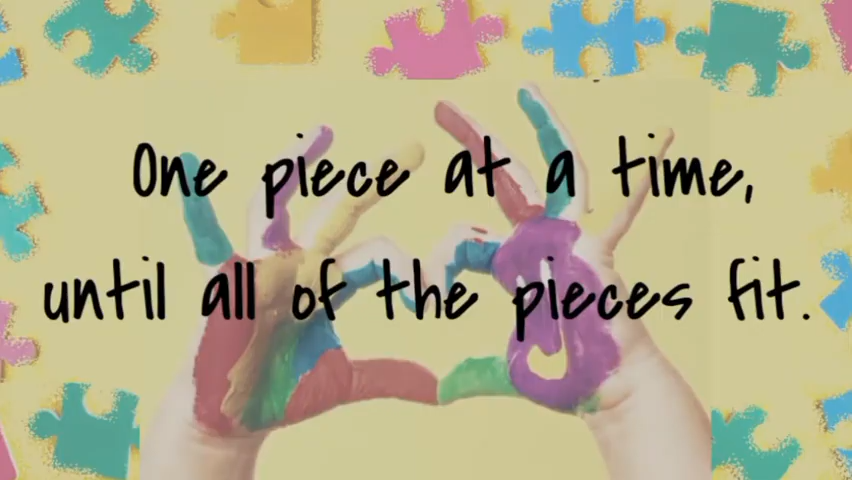 One piece at a time,
until all of the pieces fit.